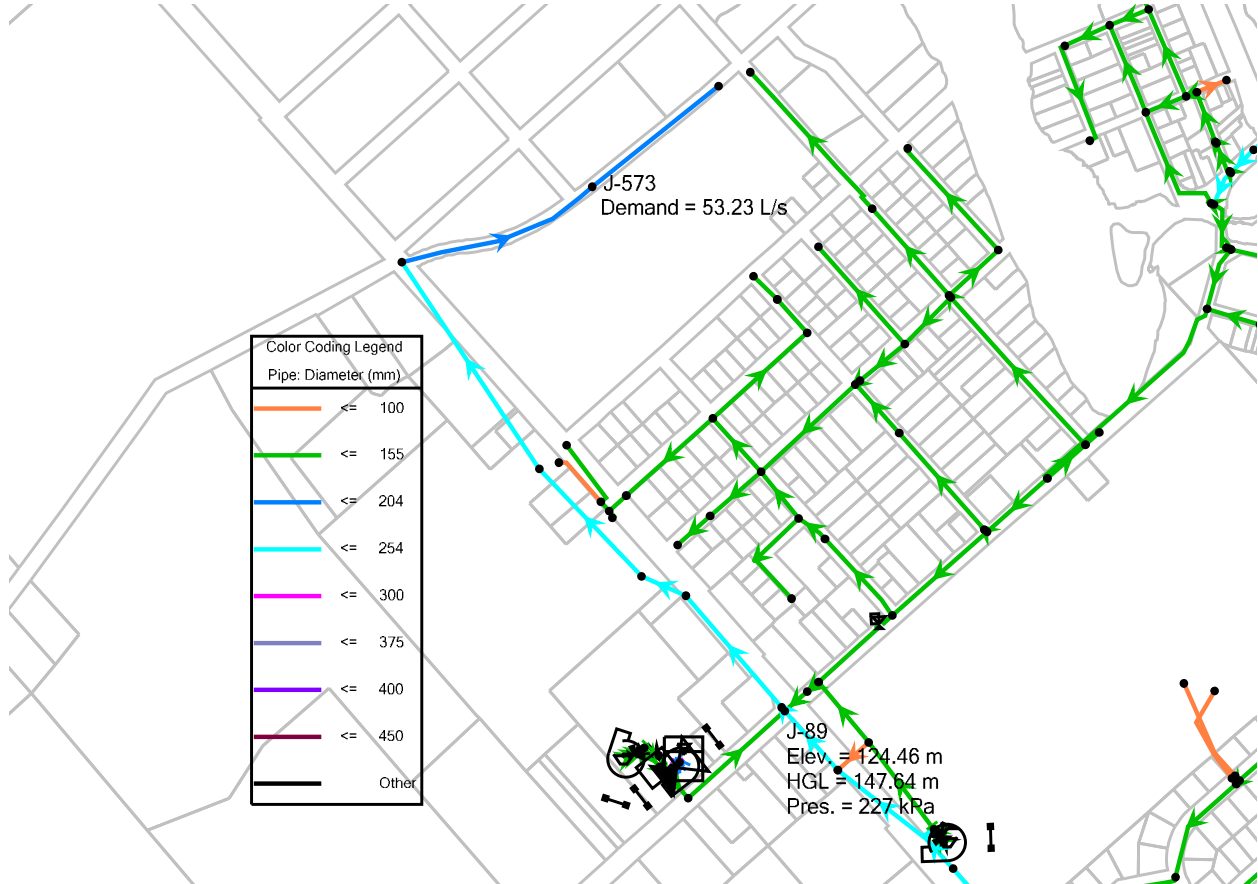 J-573
Demand = 53.23 L/s
Color Coding Legend
Pipe: Diameter (mm)
<= 100
<= 155
<= 204
<= 254
<= 300
<= 375
<= 400
<= 450
Other
J-89
Elev. = 124.46 m
HGL = 147.64 m
Pres. = 227 kPa